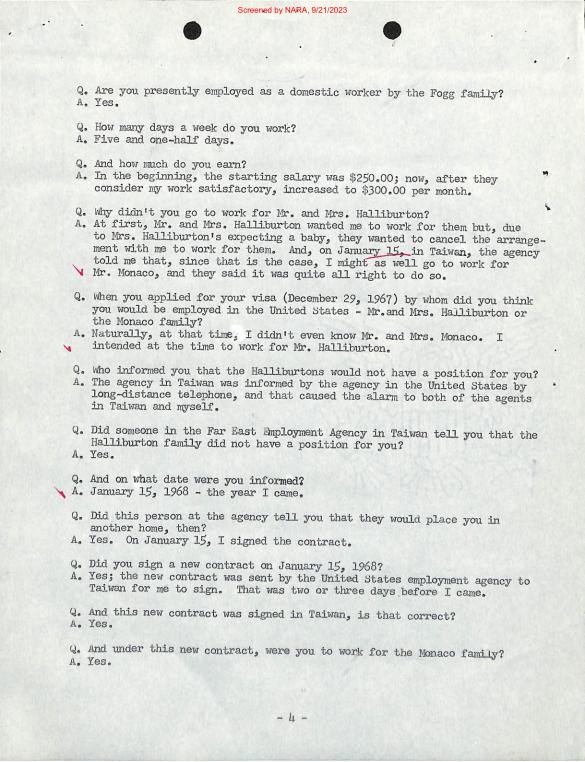 Screened by NARA, 9/21/2023
Q. Are you presently employed as a domestic worker by the Fogg family?
A. Yes.
Q. How many days a week do you work?
A. Five and one-half days.
Q. And how much do you earn?
A. In the beginning, the starting salary was $250.00; now, after they
consider my work satisfactory, increased to $300.00 per month.
Q. Why didn't you go to work for Mr. and Mrs. Halliburton?
A. At first, Mr. and Mrs. Halliburton wanted me to work for them but, due
to Mrs. Halliburton's expecting a baby, they wanted to cancel the arrange-
ment with me to work for them. And, on January 15, in Taiwan, the agency
told me that, since that is the case, I might as well go to work for
Mr. Monaco, and they said it was quite all right to do so.
Q. When you applied for your visa (December 29, 1967) by whom did you think
you would be employed in the United States - Mr.and Mrs. Halliburton or
the Monaco family?
A. Naturally, at that time, I didn't even know Mr. and Mrs. Monaco. I
intended at the time to work for Mr. Halliburton.
Q. Who informed you that the Halliburtons would not have a position for you?
A. The agency in Taiwan was informed by the agency in the United States by
long-distance telephone, and that caused the alarm to both of the agents
in Taiwan and myself.
Q. Did someone in the Far East Employment Agency in Taiwan tell you that the
Halliburton family did not have a position for you?
A. Yes.
Q. And on what date were you informed?
A. January 15, 1968 - the year I came.
Q. Did this person at the agency tell you that they would place you in
another home, then?
A. Yes. On January 15, I signed the contract.
Q. Did you sign a new contract on January 15, 1968?
A. Yes; the new contract was sent by the United States employment agency to
Taiwan for me to sign. That was two or three days before I came.
Q. And this new contract was signed in Taiwan, is that correct?
A. Yes.
Q. And under this new contract, were you to work for the Monaco family?
A. Yes.
- 4 -